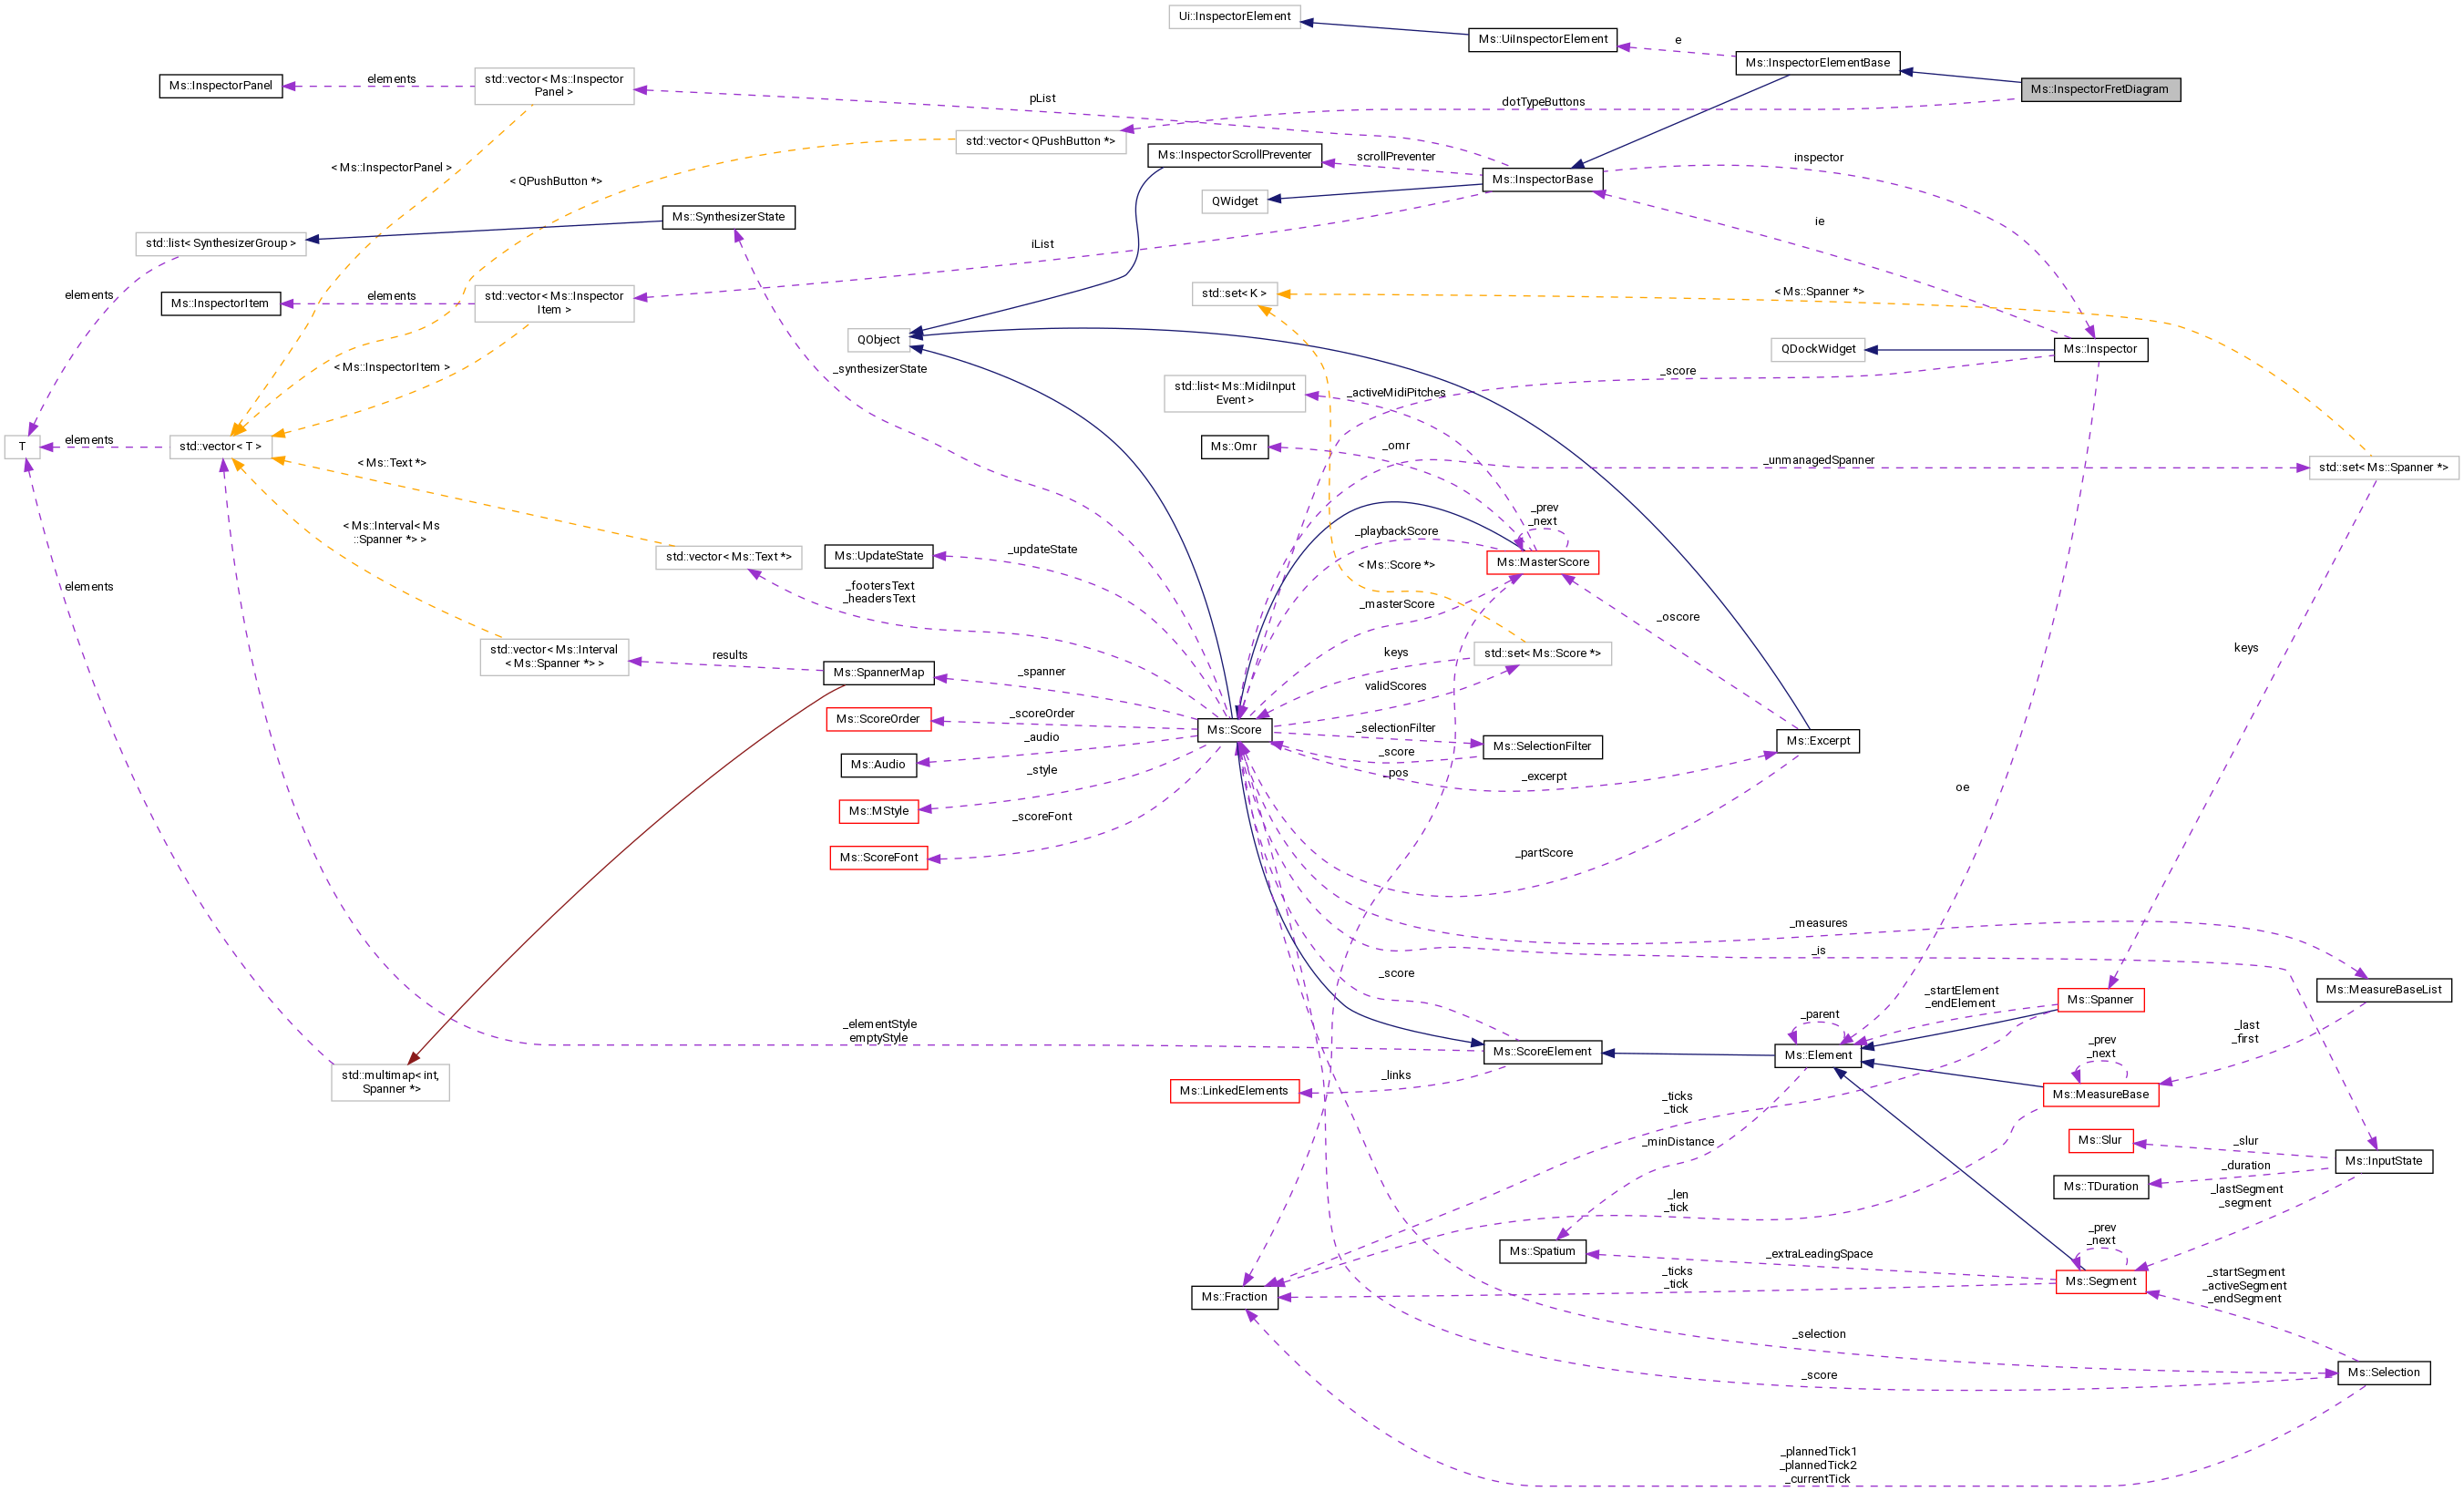 Ui::InspectorElement
Ms::UiInspectorElement
e
Ms::InspectorElementBase
Ms::InspectorFretDiagram
Ms::InspectorPanel
elements
std::vector< Ms::Inspector
Panel >
pList
dotTypeButtons
std::vector< QPushButton *>
Ms::InspectorScrollPreventer
scrollPreventer
Ms::InspectorBase
inspector
< Ms::InspectorPanel >
< QPushButton *>
QWidget
Ms::SynthesizerState
ie
std::list< SynthesizerGroup >
iList
elements
Ms::InspectorItem
elements
std::vector< Ms::Inspector
Item >
std::set< K >
< Ms::Spanner *>
QObject
QDockWidget
Ms::Inspector
< Ms::InspectorItem >
_synthesizerState
_score
std::list< Ms::MidiInput
Event >
_activeMidiPitches
T
elements
std::vector< T >
Ms::Omr
_omr
_unmanagedSpanner
std::set< Ms::Spanner *>
< Ms::Text *>
_prev
_next
< Ms::Interval< Ms
::Spanner *> >
std::vector< Ms::Text *>
Ms::UpdateState
_updateState
_playbackScore
Ms::MasterScore
< Ms::Score *>
elements
_footersText
_headersText
_masterScore
_oscore
std::vector< Ms::Interval
< Ms::Spanner *> >
results
Ms::SpannerMap
_spanner
keys
std::set< Ms::Score *>
keys
validScores
Ms::ScoreOrder
_scoreOrder
Ms::Score
_selectionFilter
Ms::SelectionFilter
Ms::Excerpt
_audio
Ms::Audio
_score
_style
_pos
_excerpt
oe
Ms::MStyle
_scoreFont
Ms::ScoreFont
_partScore
_measures
_is
_score
Ms::MeasureBaseList
_startElement
_endElement
Ms::Spanner
_parent
_elementStyle
emptyStyle
_last
_first
Ms::ScoreElement
Ms::Element
_prev
_next
std::multimap< int,
Spanner *>
_links
Ms::LinkedElements
Ms::MeasureBase
_ticks
_tick
_minDistance
Ms::Slur
_slur
Ms::InputState
_duration
Ms::TDuration
_len
_tick
_lastSegment
_segment
_prev
_next
Ms::Spatium
_extraLeadingSpace
_ticks
_tick
Ms::Segment
_startSegment
_activeSegment
_endSegment
Ms::Fraction
_selection
_score
Ms::Selection
_plannedTick1
_plannedTick2
_currentTick